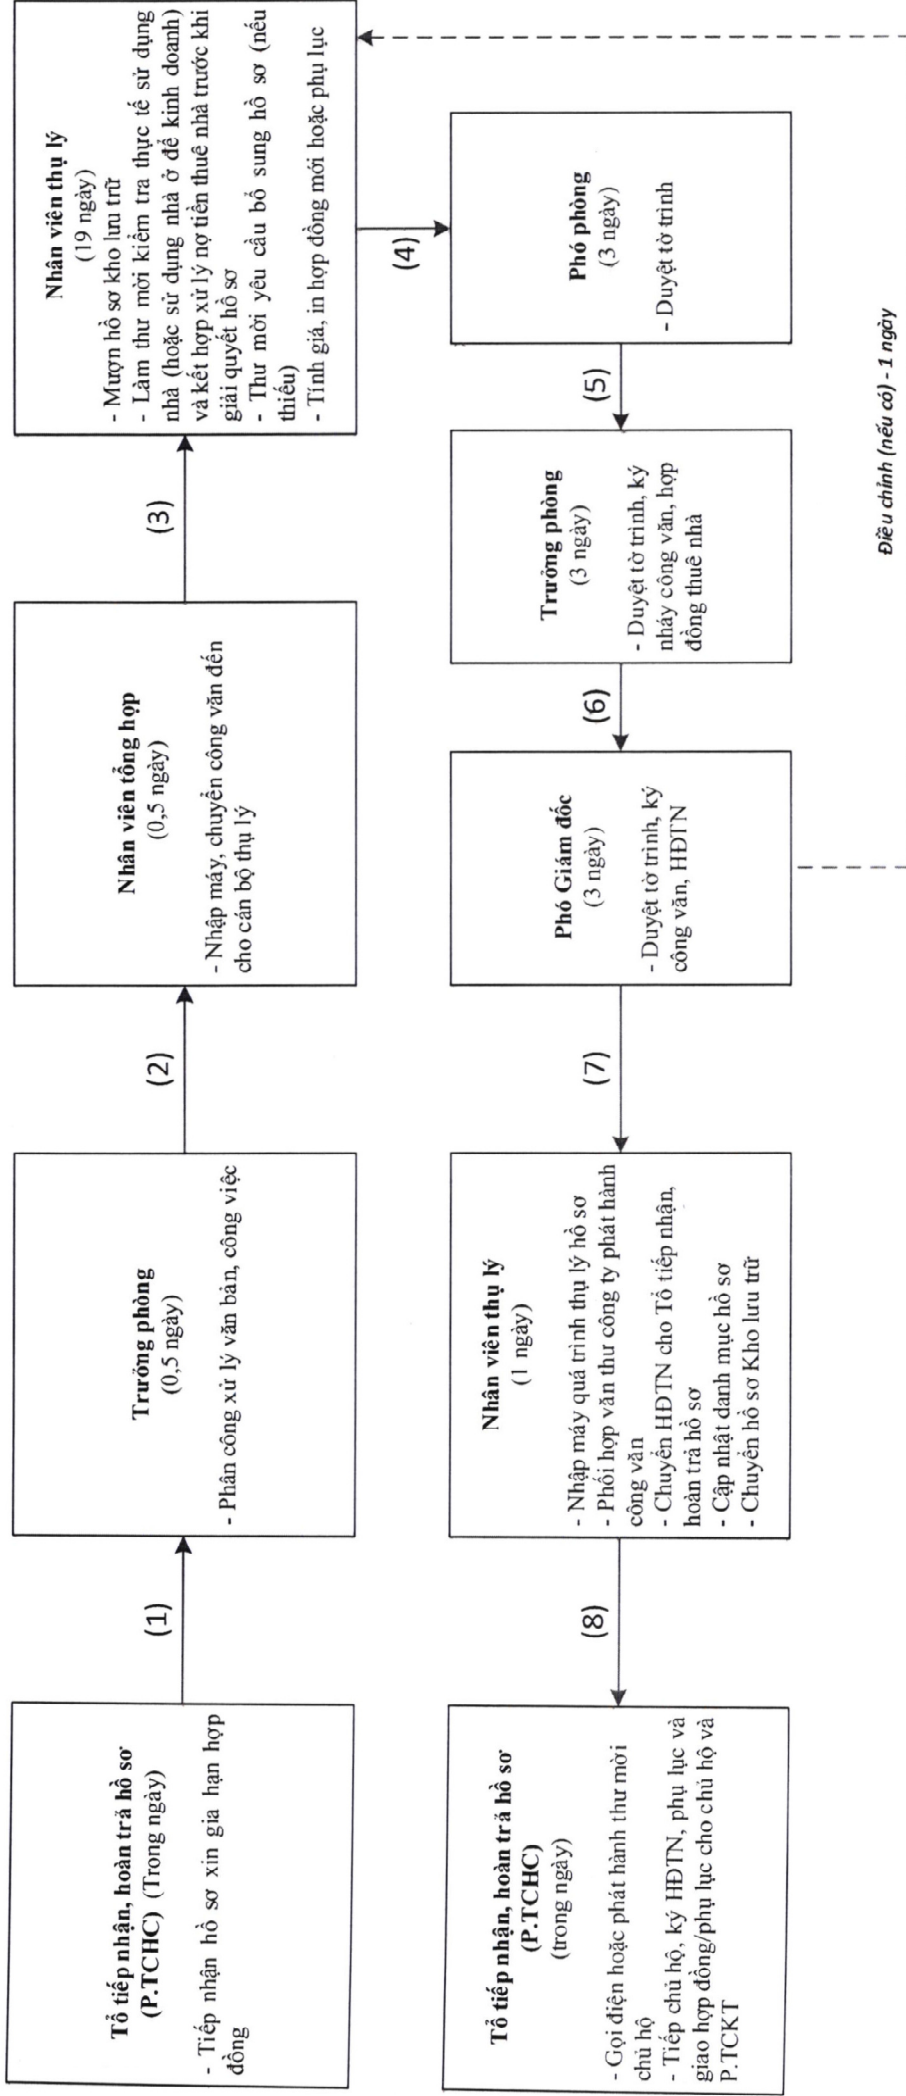 Tổ tiếp nhận, hoàn trả hồ sơ
(P.TCHC) (Trong ngày)
- Tiếp nhận hồ sơ xin gia hạn hợp
đồng
(1)
Trưởng phòng
(0,5 ngày)
- Phân công xử lý văn bản, công việc
(2)
Nhân viên tổng hợp
(0,5 ngày)
- Nhập máy, chuyển công văn đến
cho cán bộ thụ lý
(3)
Nhân viên thụ lý
(19 ngày)
- Mượn hồ sơ kho lưu trữ
- Làm thư mời kiểm tra thực tế sử dụng
nhà (hoặc sử dụng nhà ở để kinh doanh)
và kết hợp xử lý nợ tiền thuê nhà trước khi
giải quyết hồ sơ
- Thư mời yêu cầu bổ sung hồ sơ (nếu
thiếu)
- Tính giá, in hợp đồng mới hoặc phụ lục
(4)
Phó phòng
(3 ngày)
- Duyệt tờ trình
(5)
Trưởng phòng
(3 ngày)
- Duyệt tờ trình, ký
nháy công văn, hợp
đồng thuê nhà
(6)
Phó Giám đốc
(3 ngày)
- Duyệt tờ trình, ký
công văn, HĐTN
(7)
Nhân viên thụ lý
(1 ngày)
- Nhập máy quá trình thụ lý hồ sơ
- Phối hợp văn thư công ty phát hành
công văn
- Chuyển HĐTN cho Tổ tiếp nhận,
hoàn trả hồ sơ
- Cập nhật danh mục hồ sơ
- Chuyển hồ sơ Kho lưu trữ
(8)
Tổ tiếp nhận, hoàn trả hồ sơ
(P.TCHC)
(trong ngày)
- Gọi điện hoặc phát hành thư mời
chủ hộ
- Tiếp chủ hộ, ký HĐTN, phụ lục và
giao hợp đồng/phụ lục cho chủ hộ và
P.TCKT
Điều chỉnh (nếu có) - 1 ngày